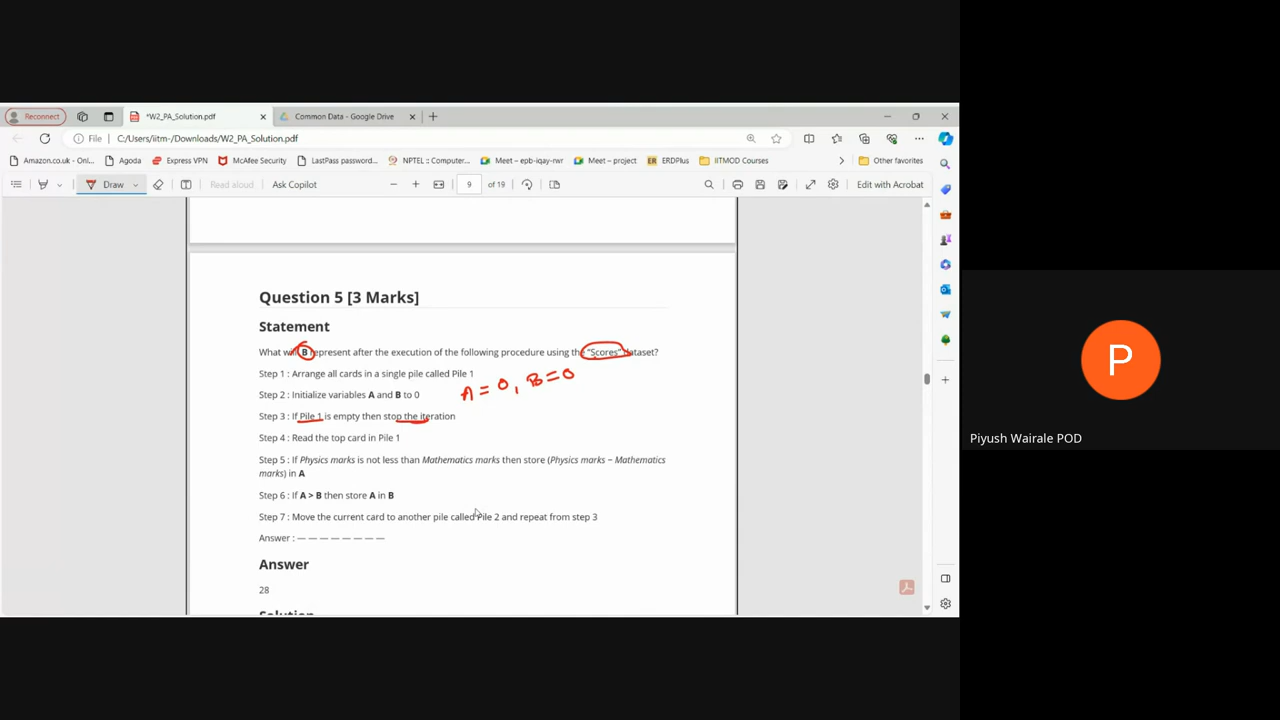 Reconnect
*W2_PA_Solution.pdf
Common Data - Google Drive
File
C:/Users/iitm-/Downloads/W2_PA_Solution.pdf
Amazon.co.uk - Onl...
Agoda
Express VPN
McAfee Security
LastPass password...
NPTEL :: Computer...
Meet – epb-iqay-rwr
Meet – project
ER ERDPlus
IITMOD Courses
Other favorites
Draw
Read aloud
Ask Copilot
9 of 19
Edit with Acrobat
Question 5 [3 Marks]
Statement
What will B represent after the execution of the following procedure using the "Scores" dataset?
Step 1 : Arrange all cards in a single pile called Pile 1
A = 0, B = 0
Step 2 : Initialize variables A and B to 0
Step 3 : If Pile 1 is empty then stop the iteration
Step 4 : Read the top card in Pile 1
Step 5 : If Physics marks is not less than Mathematics marks then store (Physics marks − Mathematics
marks) in A
Step 6 : If A > B then store A in B
Step 7 : Move the current card to another pile called Pile 2 and repeat from step 3
Answer : — — — — — — — —
Answer
28
Solution
P
Piyush Wairale POD